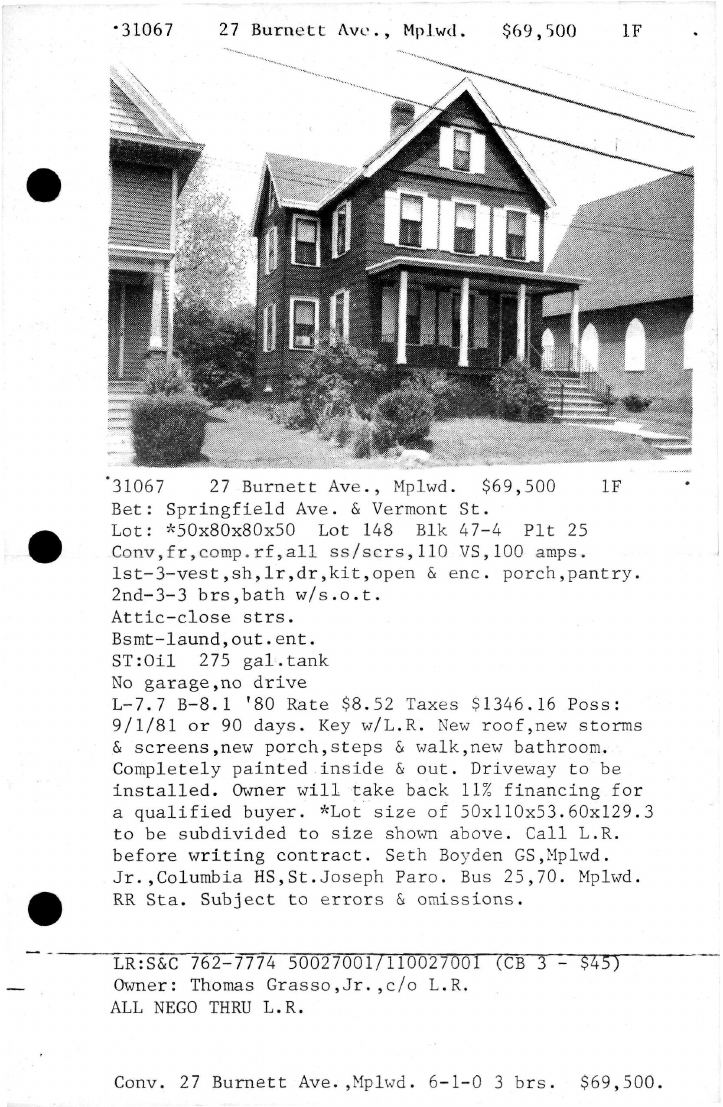 *31067 27 Burnett Ave., Mplwd. $69,500 1F
*31067 27 Burnett Ave., Mplwd. $69,500 1F
Bet: Springfield Ave. & Vermont St.
Lot: *50x80x80x50 Lot 148 Blk 47-4 Plt 25
Conv,fr,comp.rf,all ss/scrs,110 VS,100 amps.
1st-3-vest,sh,lr,dr,kit,open & enc. porch,pantry.
2nd-3-3 brs,bath w/s.o.t.
Attic-close strs.
Bsmt-laund,out.ent.
ST:Oil 275 gal.tank
No garage,no drive
L-7.7 B-8.1 '80 Rate $8.52 Taxes $1346.16 Poss:
9/1/81 or 90 days. Key w/L.R. New roof,new storms
& screens,new porch,steps & walk,new bathroom.
Completely painted inside & out. Driveway to be
installed. Owner will take back 11% financing for
a qualified buyer. *Lot size of 50x110x53.60x129.3
to be subdivided to size shown above. Call L.R.
before writing contract. Seth Boyden GS,Mplwd.
Jr.,Columbia HS,St.Joseph Paro. Bus 25,70. Mplwd.
RR Sta. Subject to errors & omissions.
LR:S&C 762-7774 50027001/110027001 (CB 3 - $45)
Owner: Thomas Grasso,Jr.,c/o L.R.
ALL NEGO THRU L.R.
Conv. 27 Burnett Ave.,Mplwd. 6-1-0 3 brs. $69,500.